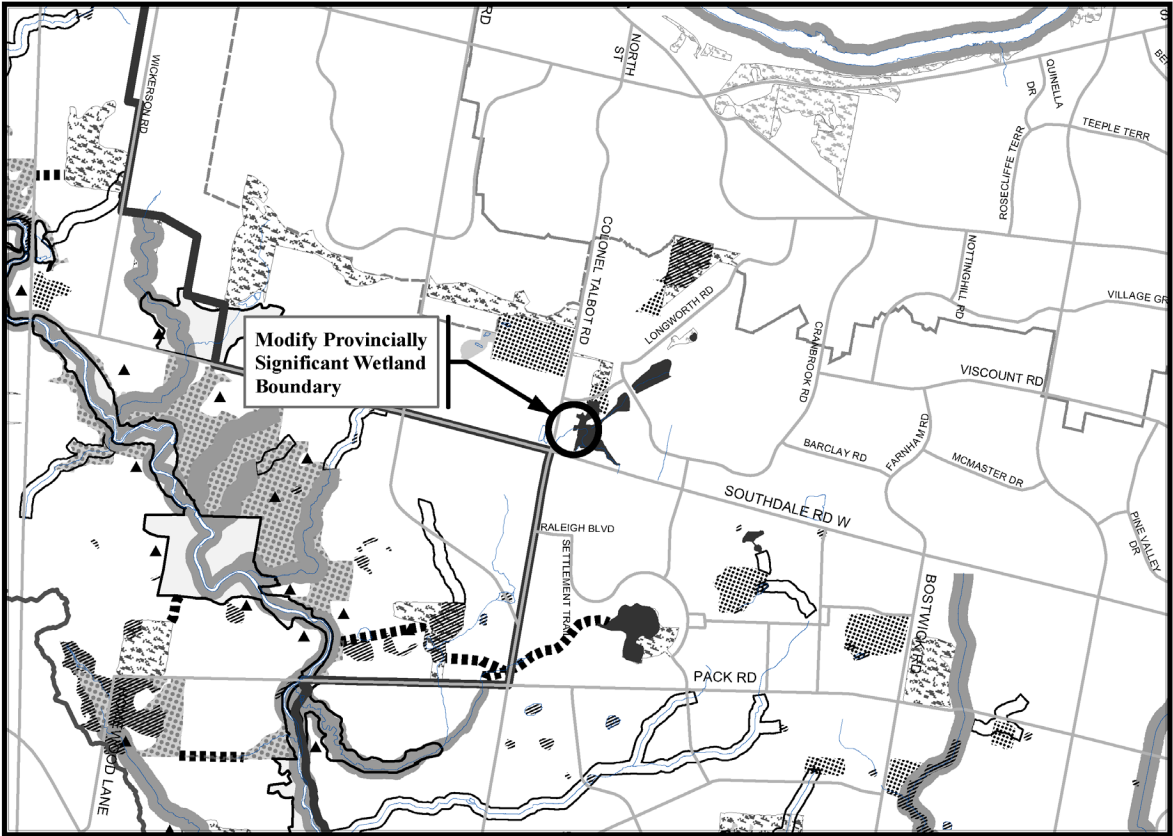 RD
NORTH
ST
WICKERSON RD
QUINELLA
DR
TEEPLE TERR
ROSECLIFFE TERR
COLONEL TALBOT RD
NOTTINGHILL RD
LONGWORTH RD
VILLAGE GR
CRANBROOK RD
Modify Provincially
Significant Wetland
Boundary
VISCOUNT RD
BARCLAY RD
FARNHAM RD
MCMASTER DR
SOUTHDALE RD W
PINE VALLEY
DR
RALEIGH BLVD
SETTLEMENT TRAIL
BOSTWICK RD
PACK RD
LANE